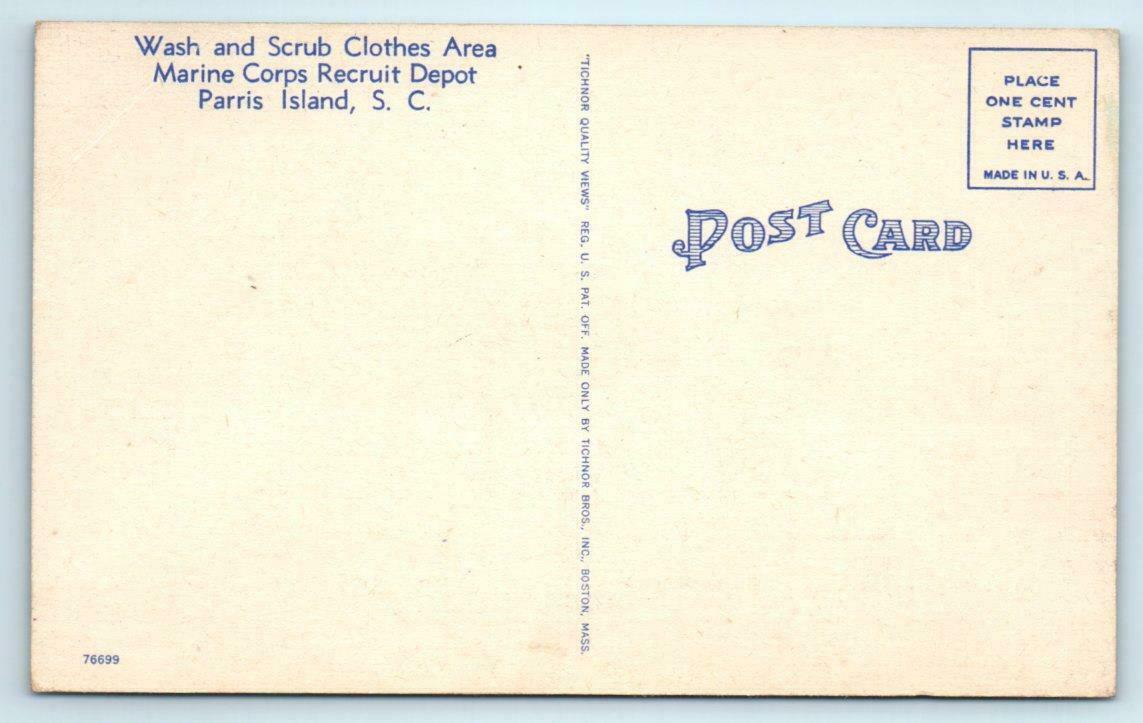 Wash and Scrub Clothes Area
Marine Corps Recruit Depot
Parris Island, S. C.
"TICHNOR QUALITY VIEWS" REG. U. S. PAT. OFF. MADE ONLY BY TICHNOR BROS., INC., BOSTON, MASS.
PLACE
ONE CENT
STAMP
HERE
MADE IN U. S. A.
POST CARD
76699